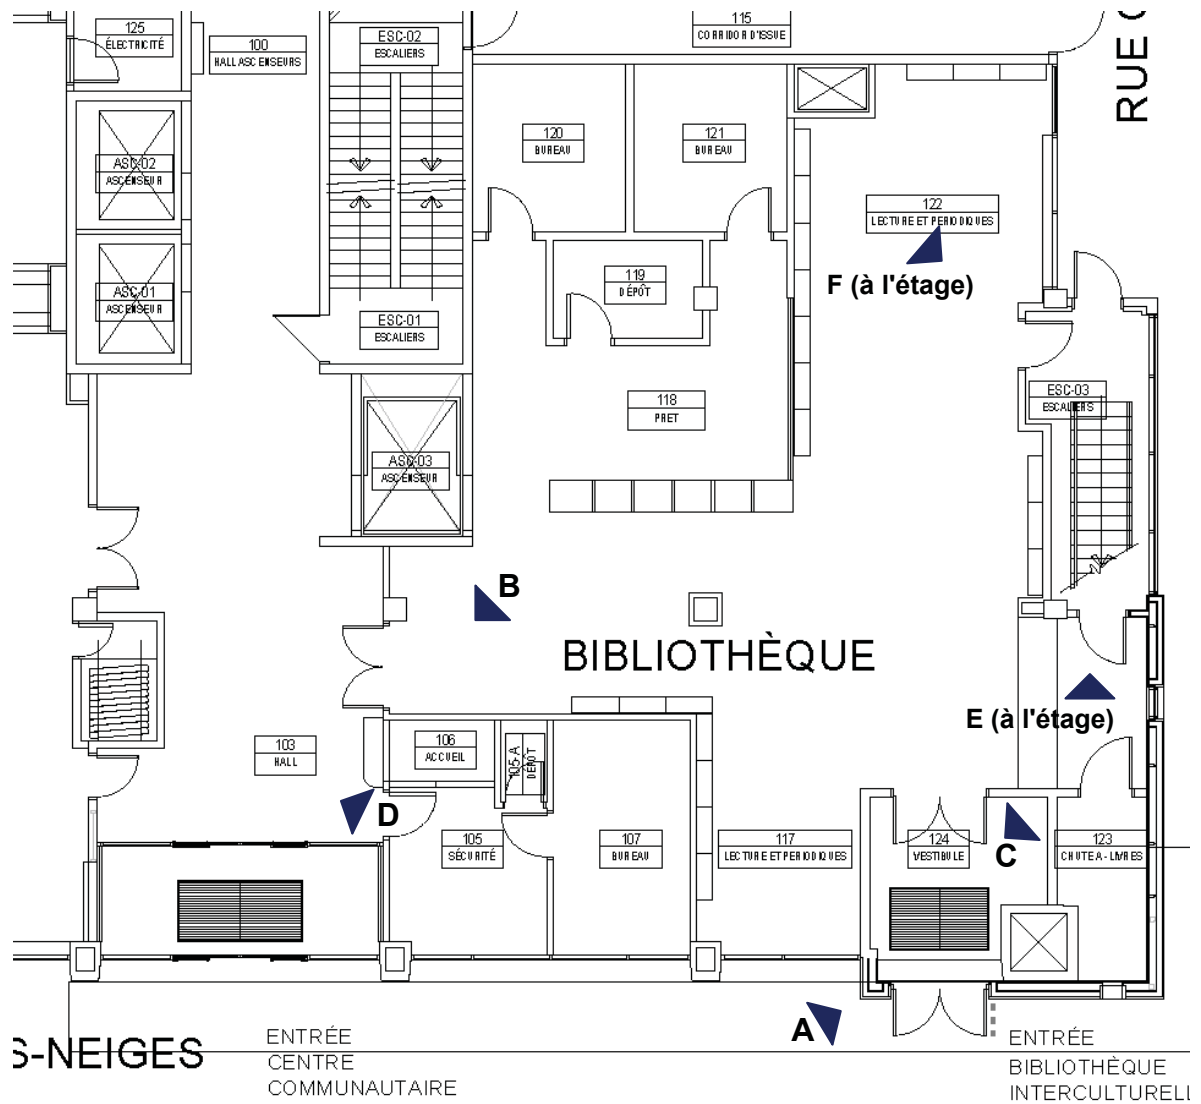 125
ÉLECTRICITÉ
100
HALL ASCENSEURS
ESC-02
ESCALIERS
115
CORRIDOR D'ISSUE
ASC-02
ASCENSEUR
120
BUREAU
121
BUREAU
122
LECTURE ET PERIODIQUES
F (à l'étage)
119
DÉPÔT
ASC-01
ASCENSEUR
ESC-01
ESCALIERS
118
PRET
ESC-03
ESCALIERS
ASC-03
ASCENSEUR
B
BIBLIOTHÈQUE
E (à l'étage)
103
HALL
106
ACCUEIL
105-A
DÉPÔT
D
105
SÉCURITÉ
107
BUREAU
117
LECTURE ET PERIODIQUES
124
VESTIBULE
C
123
CHUTE A-LIVRES
A
S-NEIGES
ENTRÉE
CENTRE
COMMUNAUTAIRE
ENTRÉE
BIBLIOTHÈQUE
INTERCULTURELL
RUE